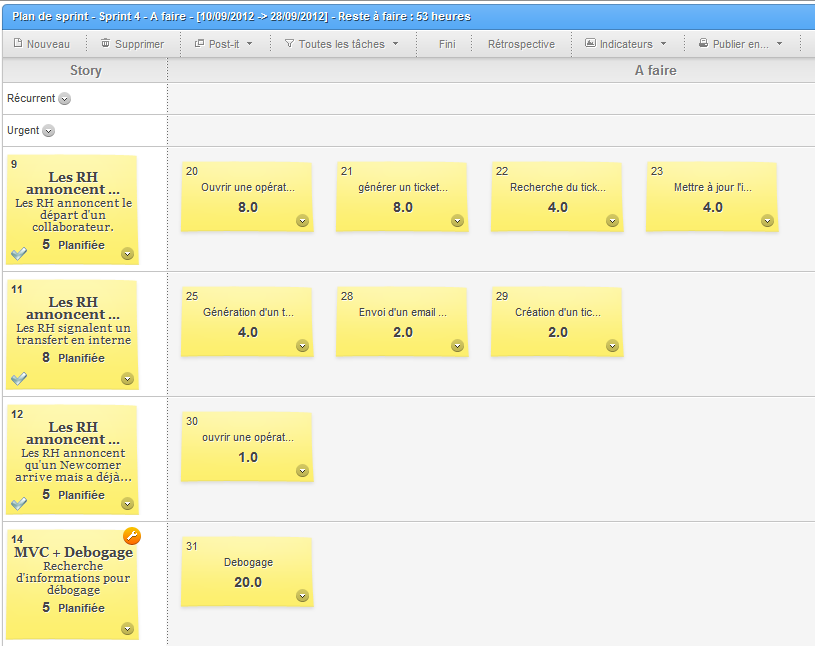 Plan de sprint - Sprint 4 - A faire - [10/09/2012 -> 28/09/2012] - Reste à faire : 53 heures
Nouveau Supprimer Post-it Toutes les tâches Fini Rétrospective Indicateurs Publier en...
Story A faire
Récurrent
Urgent
9
Les RH
annoncent ...
Les RH annoncent le
départ d'un
collaborateur.
5 Planifiée
20
Ouvrir une opérat...
8.0
21
générer un ticket...
8.0
22
Recherche du tick...
4.0
23
Mettre à jour l'i...
4.0
11
Les RH
annoncent ...
Les RH signalent un
transfert en interne
8 Planifiée
25
Génération d'un t...
4.0
28
Envoi d'un email ...
2.0
29
Création d'un tic...
2.0
12
Les RH
annoncent ...
Les RH annoncent
qu'un Newcomer
arrive mais a déjà...
5 Planifiée
30
ouvrir une opérat...
1.0
14
MVC + Debogage
Recherche
d'informations pour
débogage
5 Planifiée
31
Debogage
20.0